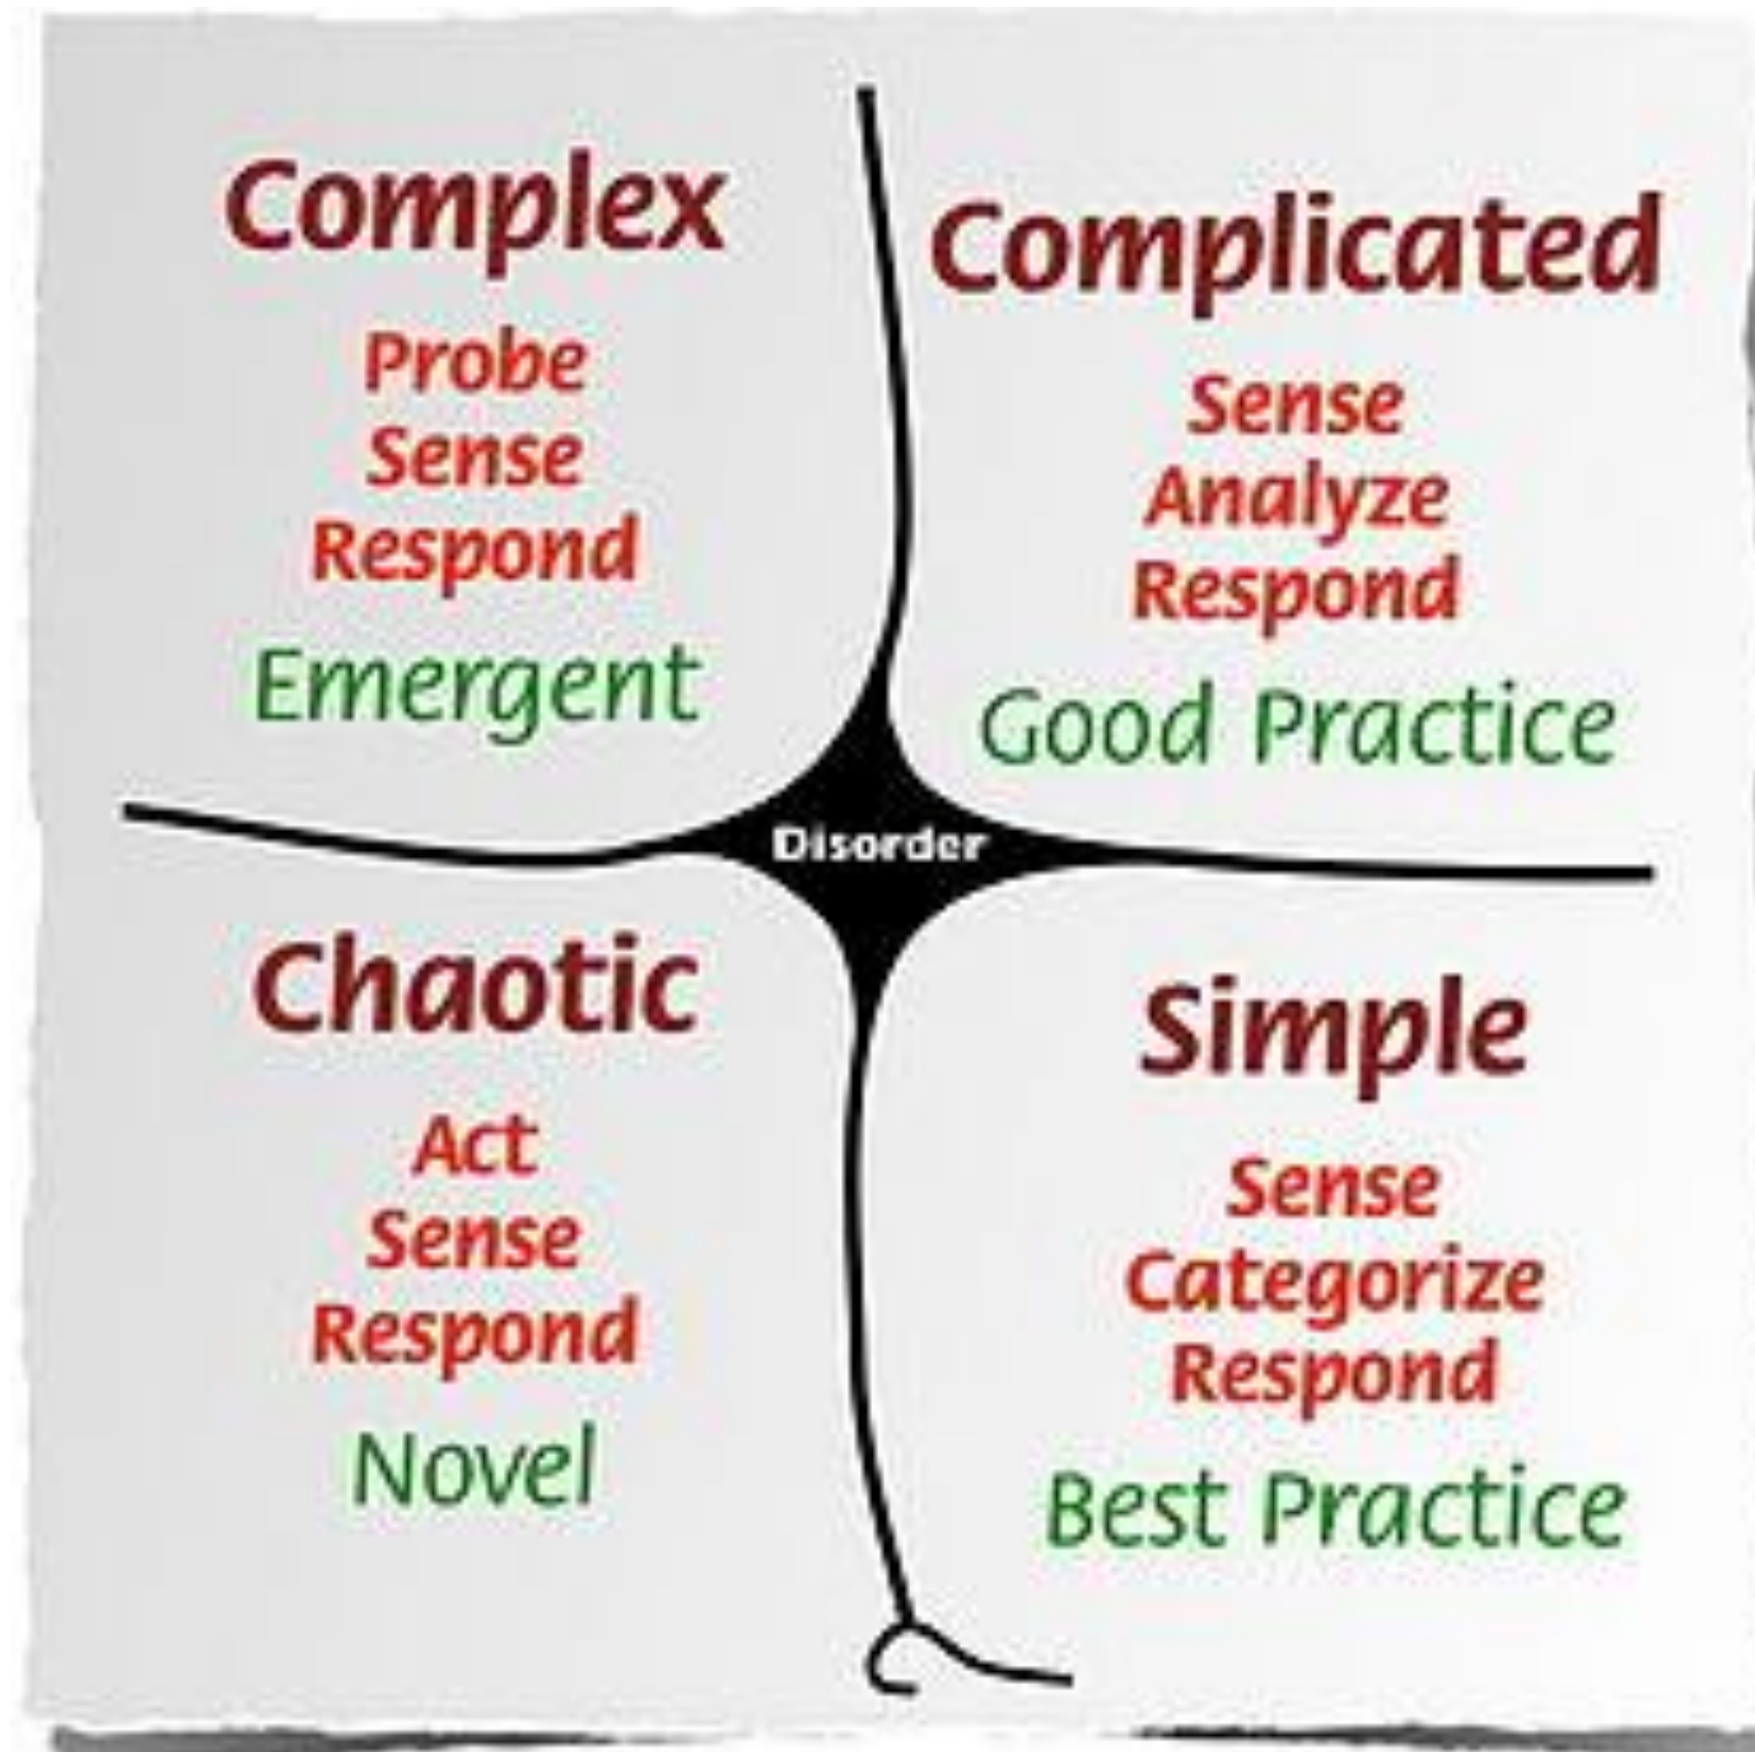 Complex
Probe
Sense
Respond
Emergent
Complicated
Sense
Analyze
Respond
Good Practice
Disorder
Chaotic
Act
Sense
Respond
Novel
Simple
Sense
Categorize
Respond
Best Practice